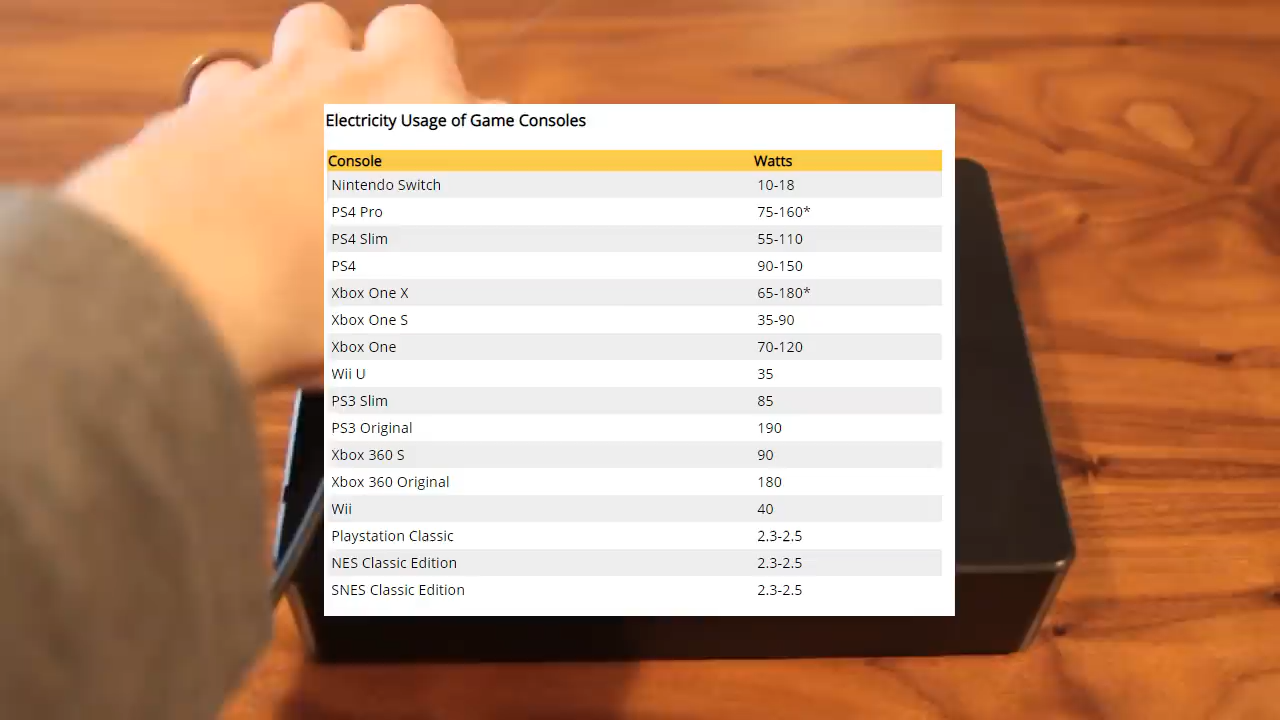 Electricity Usage of Game Consoles
Console Watts
Nintendo Switch 10-18
PS4 Pro 75-160*
PS4 Slim 55-110
PS4 90-150
Xbox One X 65-180*
Xbox One S 35-90
Xbox One 70-120
Wii U 35
PS3 Slim 85
PS3 Original 190
Xbox 360 S 90
Xbox 360 Original 180
Wii 40
Playstation Classic 2.3-2.5
NES Classic Edition 2.3-2.5
SNES Classic Edition 2.3-2.5